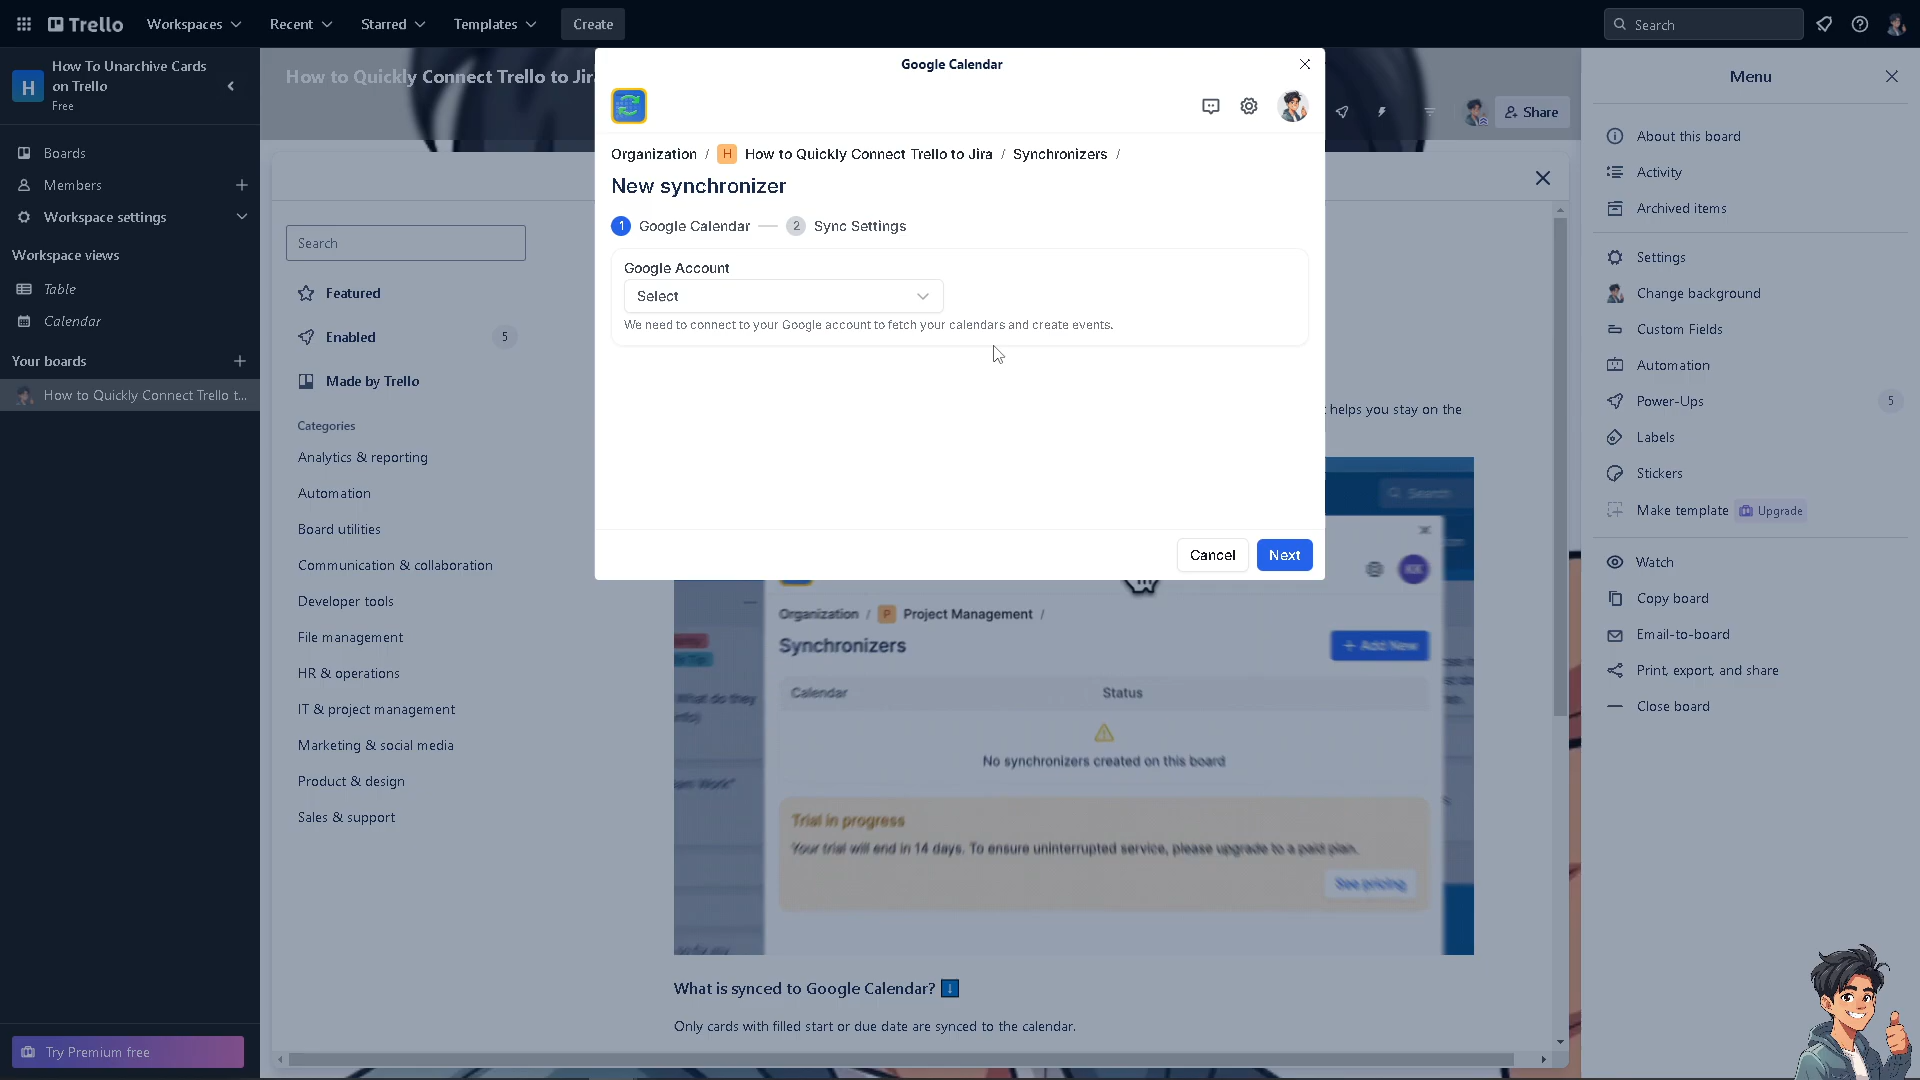 Trello
Workspaces
Recent
Starred
Templates
Create
Search
H
How To Unarchive Cards
on Trello
Free
Boards
Members
Workspace settings
Workspace views
Table
Calendar
Your boards
How to Quickly Connect Trello t...
Try Premium free
How to Quickly Connect Trello to Jir
Share
Search
Featured
Enabled
5
Made by Trello
Categories
Analytics & reporting
Automation
Board utilities
Communication & collaboration
Developer tools
File management
HR & operations
IT & project management
Marketing & social media
Product & design
Sales & support
Google Calendar
Organization / H How to Quickly Connect Trello to Jira / Synchronizers /
New synchronizer
1 Google Calendar — 2 Sync Settings
Google Account
Select
We need to connect to your Google account to fetch your calendars and create events.
Cancel
Next
helps you stay on the
Search
Organization / P Project Management /
Synchronizers
+ Add New
What do they
Calendar
Status
No synchronizers created on this board
Trial in progress
Your trial will end in 14 days. To ensure uninterrupted service, please upgrade to a paid plan.
See pricing
What is synced to Google Calendar?
Only cards with filled start or due date are synced to the calendar.
Menu
About this board
Activity
Archived items
Settings
Change background
Custom Fields
Automation
Power-Ups
5
Labels
Stickers
Make template
Upgrade
Watch
Copy board
Email-to-board
Print, export, and share
Close board